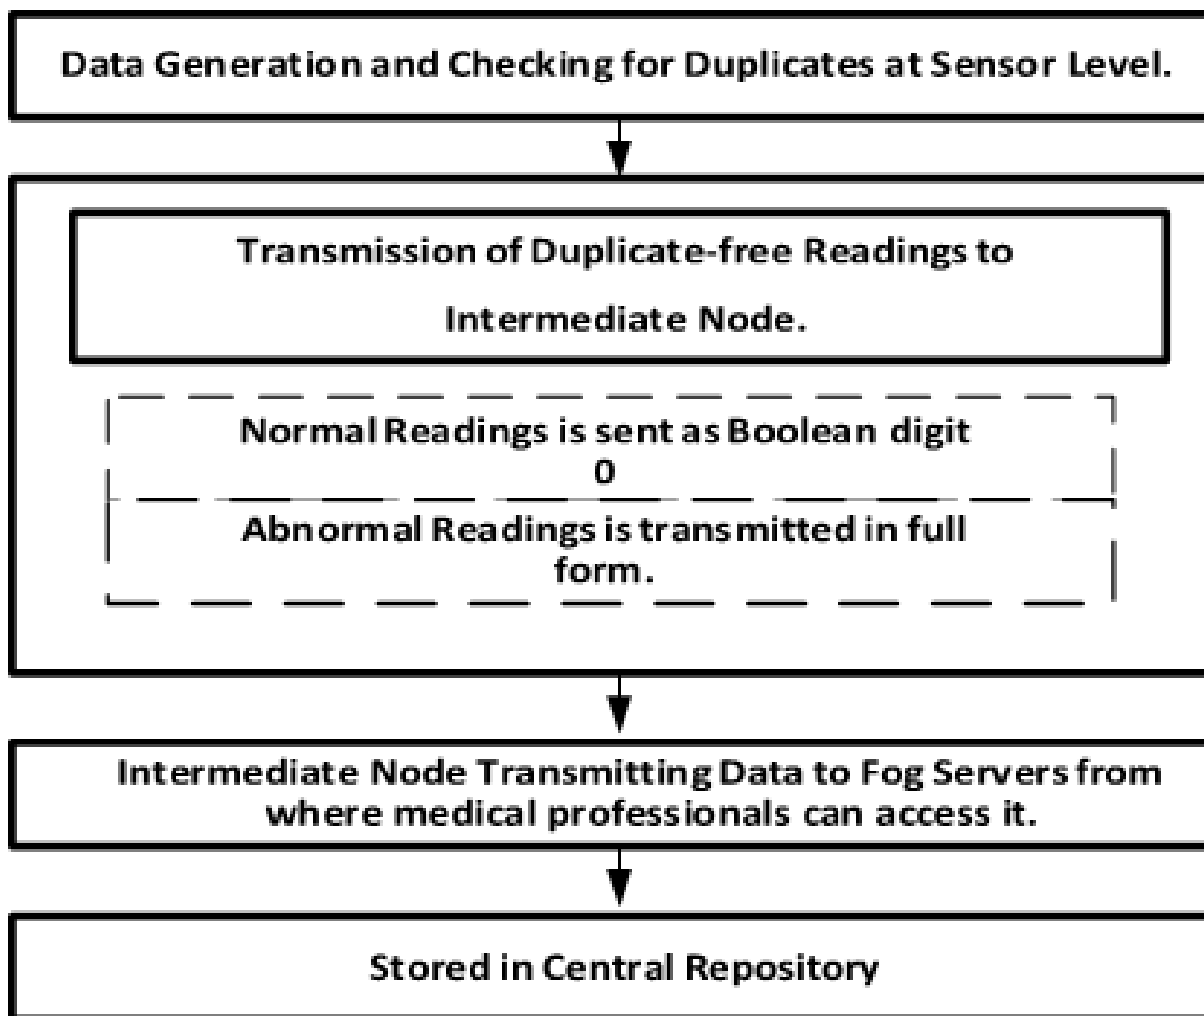 Data Generation and Checking for Duplicates at Sensor Level.
Transmission of Duplicate-free Readings to
Intermediate Node.
Normal Readings is sent as Boolean digit
0
Abnormal Readings is transmitted in full
form.
Intermediate Node Transmitting Data to Fog Servers from
where medical professionals can access it.
Stored in Central Repository